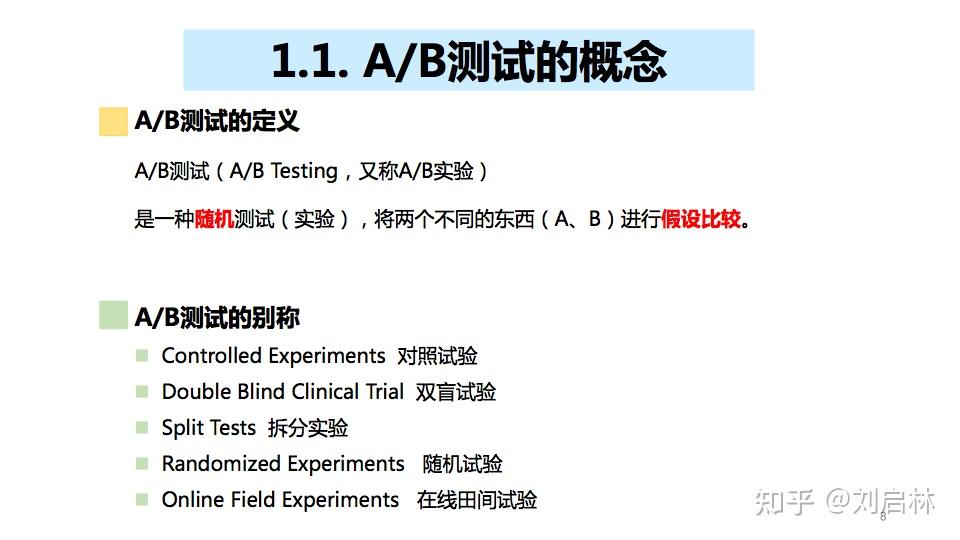 1.1. A/B测试的概念
A/B测试的定义
A/B测试（A/B Testing，又称A/B实验）
是一种随机测试（实验），将两个不同的东西（A、B）进行假设比较。
A/B测试的别称
Controlled Experiments 对照试验
Double Blind Clinical Trial 双盲试验
Split Tests 拆分实验
Randomized Experiments 随机试验
Online Field Experiments 在线田间试验
知乎 @刘启林
8